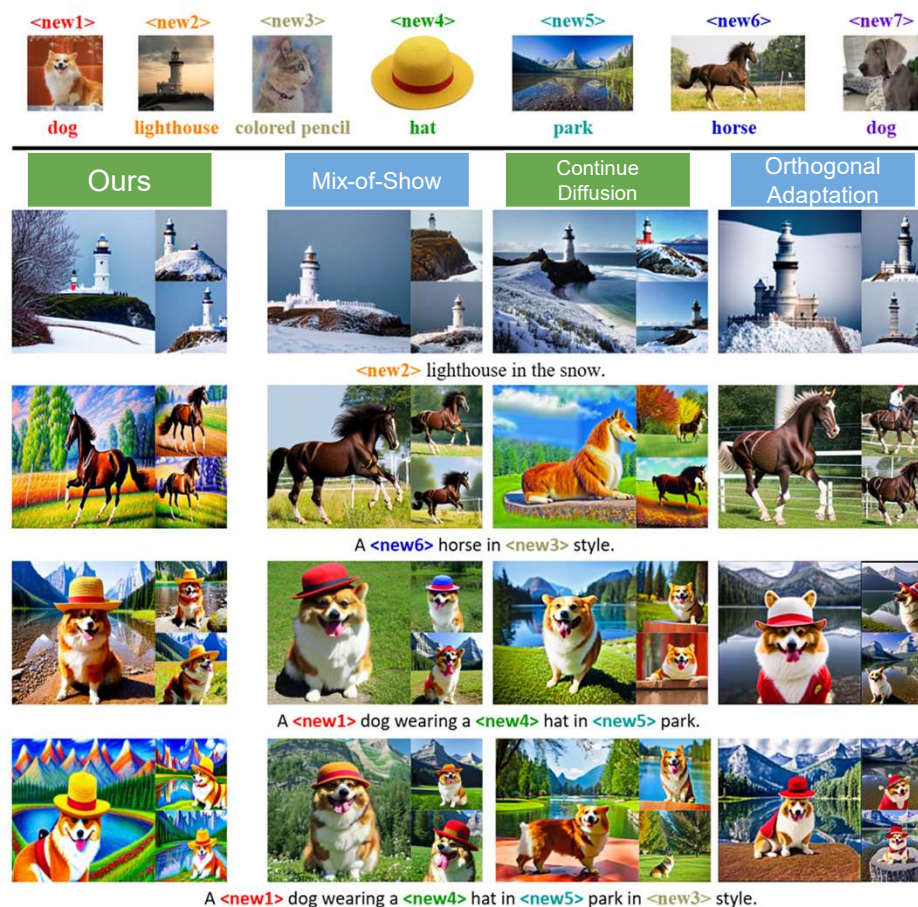 <new1> <new2> <new3> <new4> <new5> <new6> <new7>
dog lighthouse colored pencil hat park horse dog
Ours Mix-of-Show Continue Diffusion Orthogonal Adaptation
<new2> lighthouse in the snow.
A <new6> horse in <new3> style.
A <new1> dog wearing a <new4> hat in <new5> park.
A <new1> dog wearing a <new4> hat in <new5> park in <new3> style.